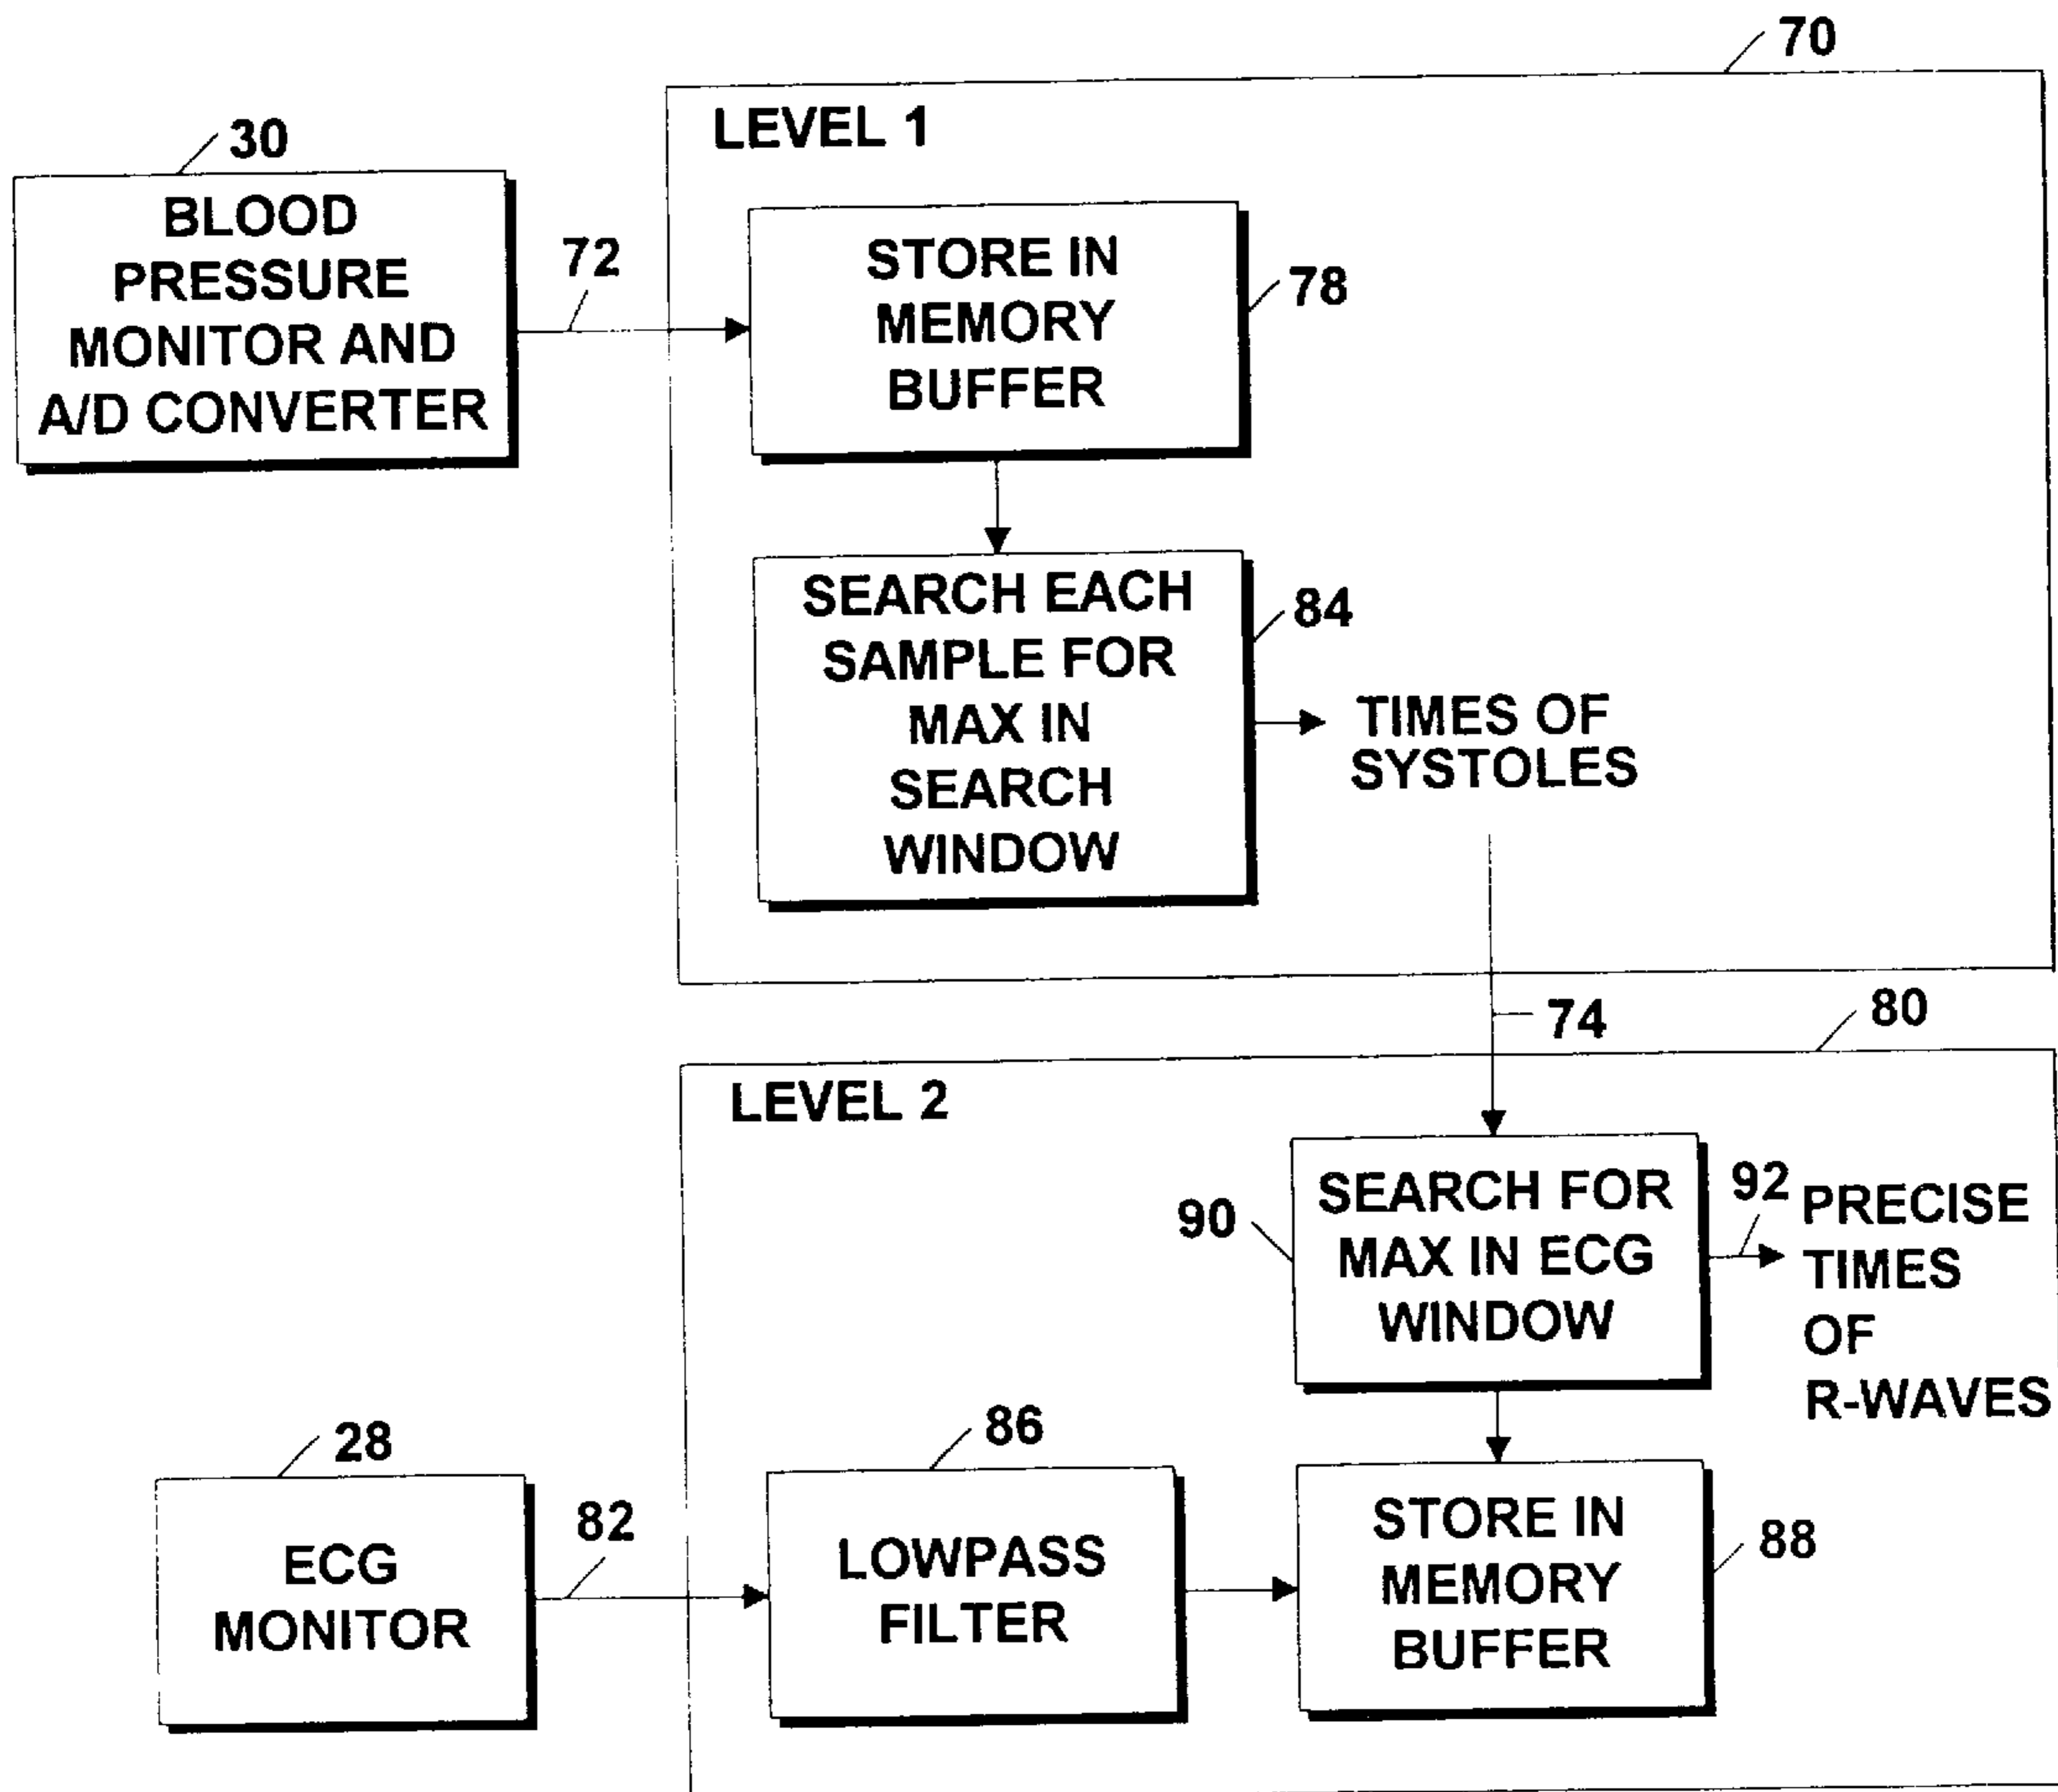 70
LEVEL 1
30
BLOOD
PRESSURE
MONITOR AND
A/D CONVERTER
72
STORE IN
MEMORY
BUFFER
78
SEARCH EACH
SAMPLE FOR
MAX IN
SEARCH
WINDOW
84
TIMES OF
SYSTOLES
74
80
LEVEL 2
90
SEARCH FOR
MAX IN ECG
WINDOW
92
PRECISE
TIMES
OF
R-WAVES
28
ECG
MONITOR
82
86
LOWPASS
FILTER
STORE IN
MEMORY
BUFFER
88